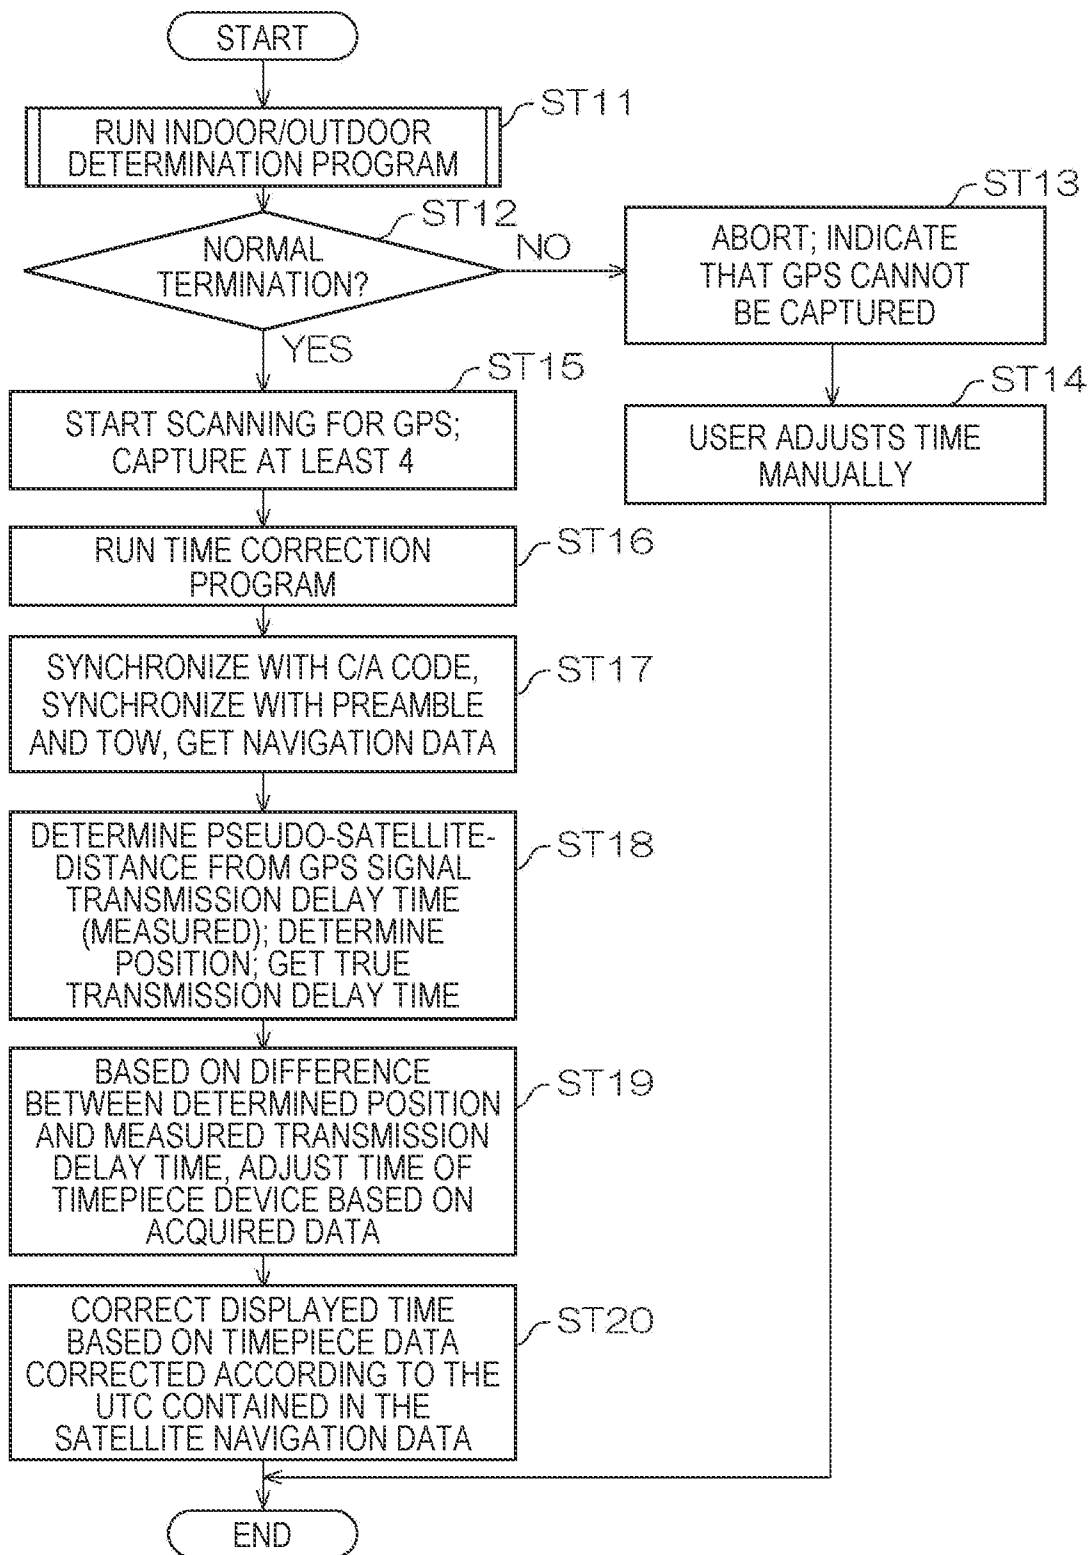 START
RUN INDOOR/OUTDOOR
DETERMINATION PROGRAM
ST11
NORMAL
TERMINATION?
ST12
NO
YES
ABORT; INDICATE
THAT GPS CANNOT
BE CAPTURED
ST13
USER ADJUSTS TIME
MANUALLY
ST14
START SCANNING FOR GPS;
CAPTURE AT LEAST 4
ST15
RUN TIME CORRECTION
PROGRAM
ST16
SYNCHRONIZE WITH C/A CODE,
SYNCHRONIZE WITH PREAMBLE
AND TOW, GET NAVIGATION DATA
ST17
DETERMINE PSEUDO-SATELLITE-
DISTANCE FROM GPS SIGNAL
TRANSMISSION DELAY TIME
(MEASURED); DETERMINE
POSITION; GET TRUE
TRANSMISSION DELAY TIME
ST18
BASED ON DIFFERENCE
BETWEEN DETERMINED POSITION
AND MEASURED TRANSMISSION
DELAY TIME, ADJUST TIME OF
TIMEPIECE DEVICE BASED ON
ACQUIRED DATA
ST19
CORRECT DISPLAYED TIME
BASED ON TIMEPIECE DATA
CORRECTED ACCORDING TO THE
UTC CONTAINED IN THE
SATELLITE NAVIGATION DATA
ST20
END